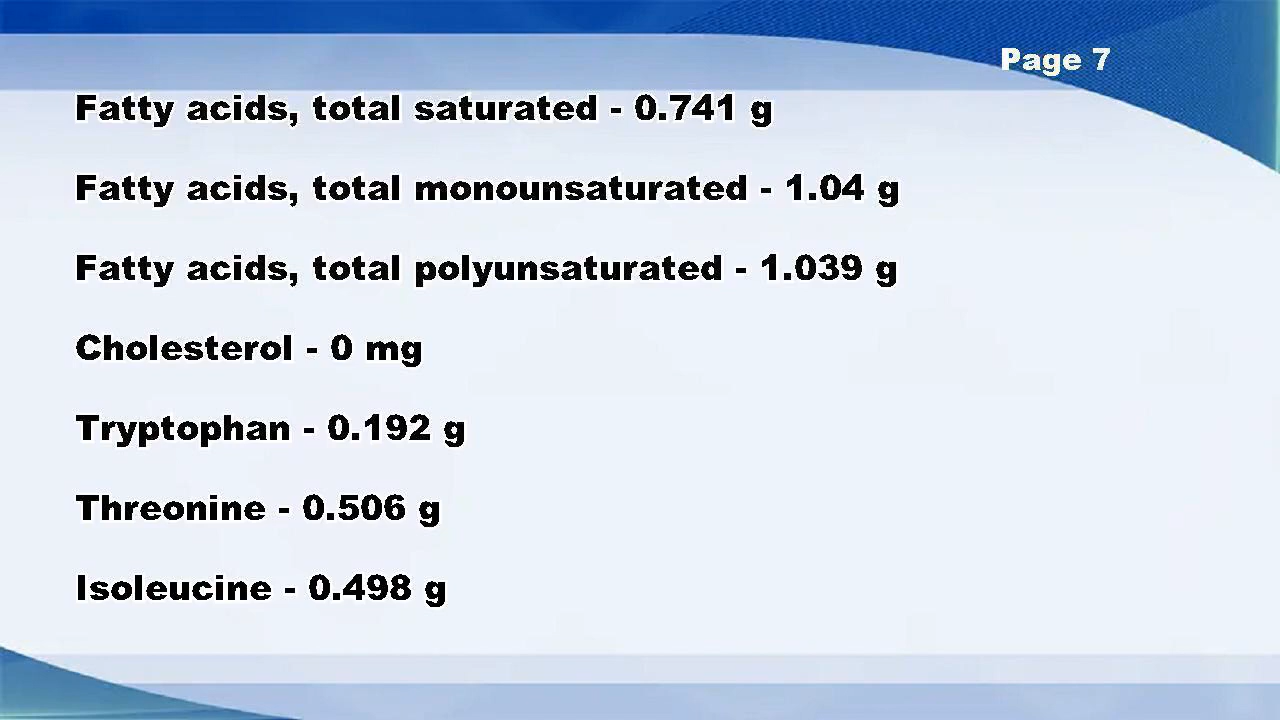 Page 7
Fatty acids, total saturated - 0.741 g
Fatty acids, total monounsaturated - 1.04 g
Fatty acids, total polyunsaturated - 1.039 g
Cholesterol - 0 mg
Tryptophan - 0.192 g
Threonine - 0.506 g
Isoleucine - 0.498 g